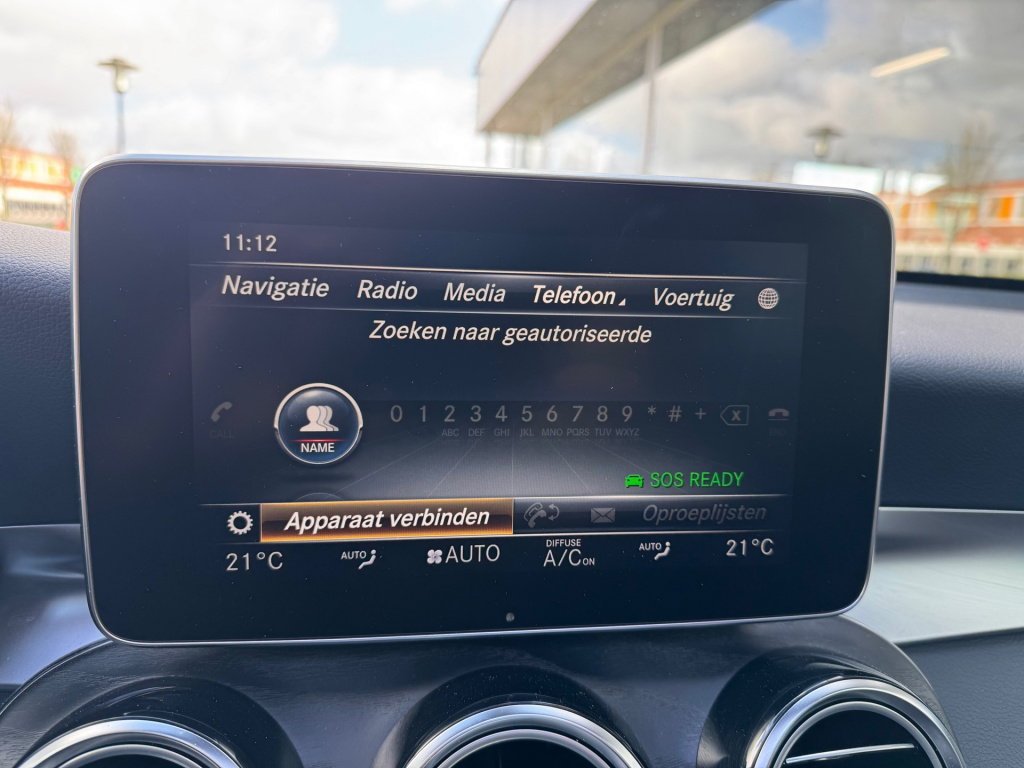 11:12
Navigatie Radio Media Telefoon Voertuig
Zoeken naar geautoriseerde
0 1 2 3 4 5 6 7 8 9 * # +
ABC DEF GHI JKL MNO PQRS TUV WXYZ
CALL
NAME
SOS READY
Apparaat verbinden Oproeplijsten
21°C AUTO AUTO DIFFUSE A/C ON AUTO 21°C